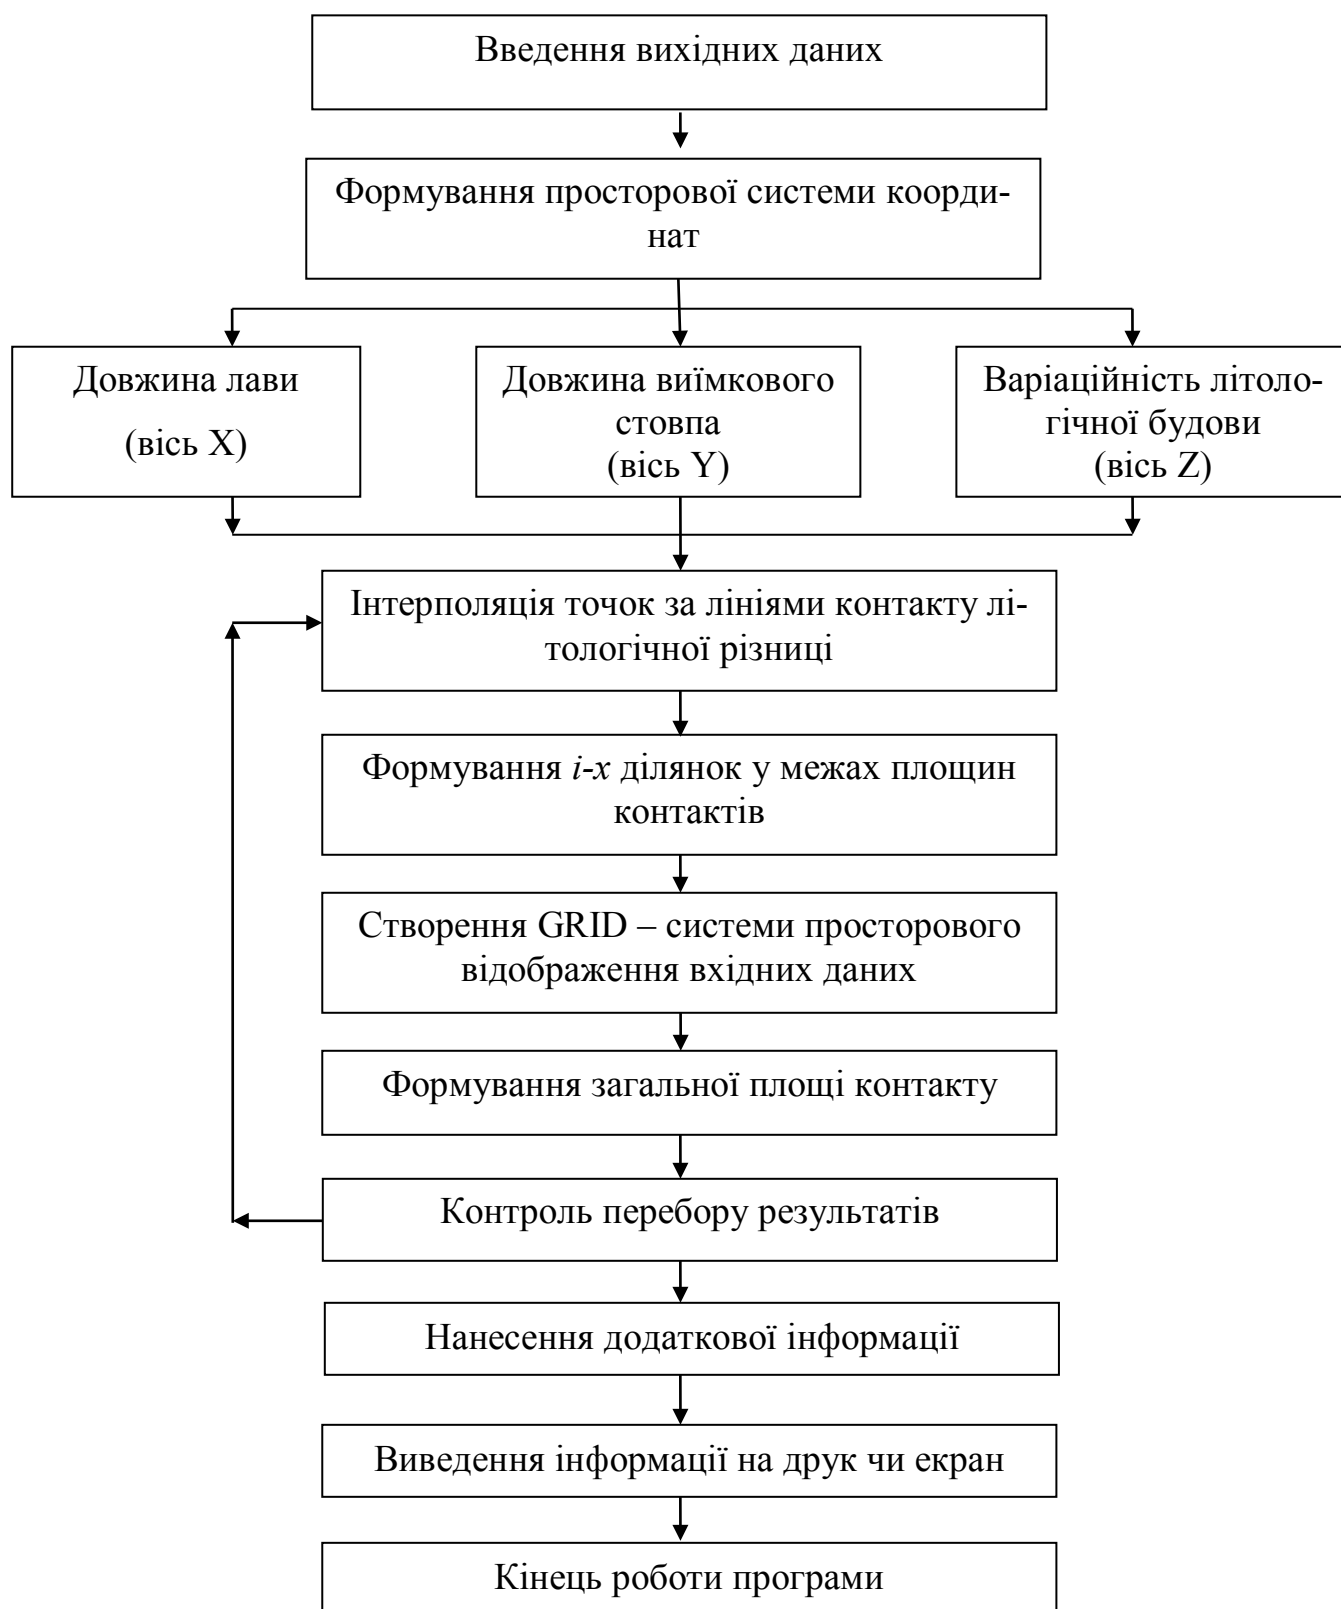 Введення вихідних даних
Формування просторової системи коорди-
нат
Довжина лави
(вісь X)
Довжина виїмкового
стовпа
(вісь Y)
Варіаційність літоло-
гічної будови
(вісь Z)
Інтерполяція точок за лініями контакту лі-
тологічної різниці
Формування i-х ділянок у межах площин
контактів
Створення GRID – системи просторового
відображення вхідних даних
Формування загальної площі контакту
Контроль перебору результатів
Нанесення додаткової інформації
Виведення інформації на друк чи екран
Кінець роботи програми